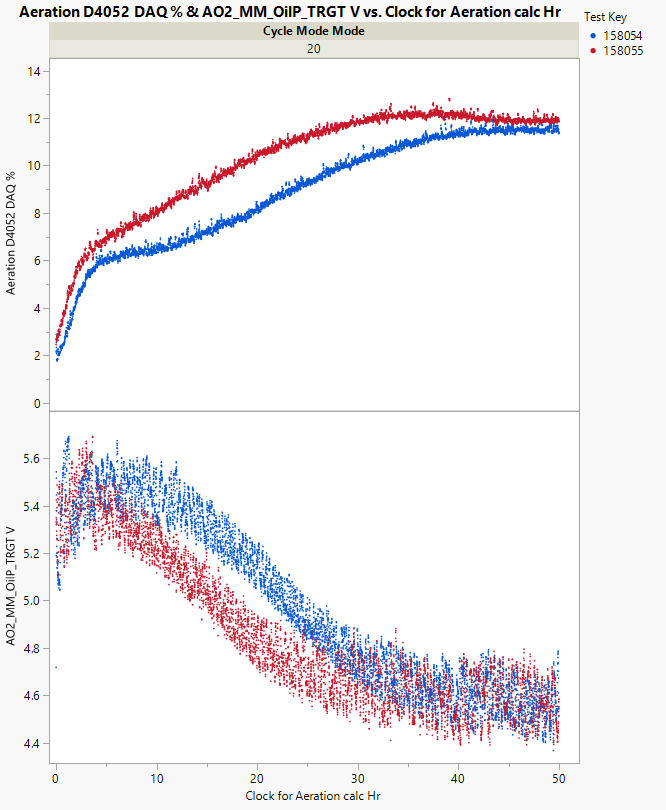 Aeration D4052 DAQ % & AO2_MM_OilP_TRGT V vs. Clock for Aeration calc Hr
Cycle Mode Mode
20
Test Key
158054
158055
14
12
10
8
6
4
2
0
Aeration D4052 DAQ %
5.6
5.4
5.2
5.0
4.8
4.6
4.4
AO2_MM_OilP_TRGT V
0 10 20 30 40 50
Clock for Aeration calc Hr